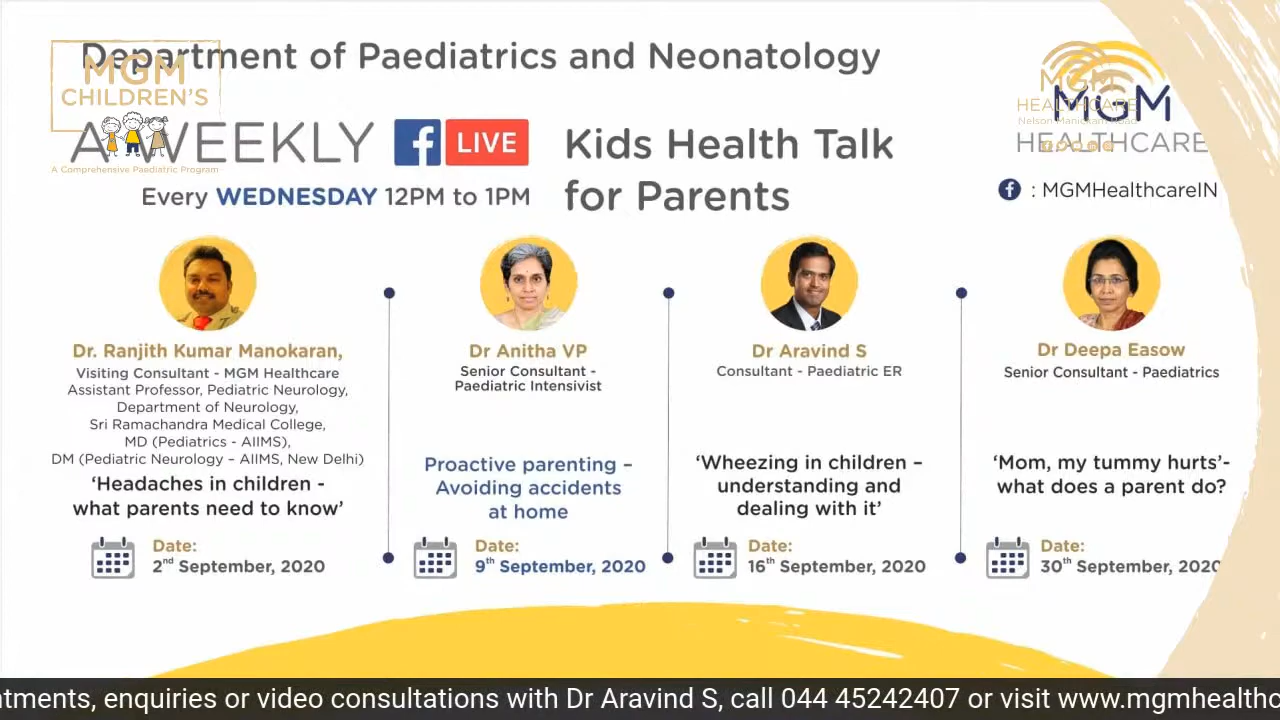 Department of Paediatrics and Neonatology
MGM
CHILDREN'S
A Comprehensive Paediatric Program
A WEEKLY
LIVE
Every WEDNESDAY 12PM to 1PM
Kids Health Talk
for Parents
MGM
HEALTHCARE
Nelson Manickam Road
MGM
HEALTHCARE
: MGMHealthcareIN
Dr. Ranjith Kumar Manokaran,
Visiting Consultant - MGM Healthcare
Assistant Professor, Pediatric Neurology,
Department of Neurology,
Sri Ramachandra Medical College,
MD (Pediatrics - AIIMS),
DM (Pediatric Neurology – AIIMS, New Delhi)
‘Headaches in children -
what parents need to know’
Date:
2nd September, 2020
Dr Anitha VP
Senior Consultant -
Paediatric Intensivist
Proactive parenting –
Avoiding accidents
at home
Date:
9th September, 2020
Dr Aravind S
Consultant - Paediatric ER
‘Wheezing in children –
understanding and
dealing with it’
Date:
16th September, 2020
Dr Deepa Easow
Senior Consultant - Paediatrics
‘Mom, my tummy hurts’-
what does a parent do?
Date:
30th September, 2020
ntments, enquiries or video consultations with Dr Aravind S, call 044 45242407 or visit www.mgmhealthc